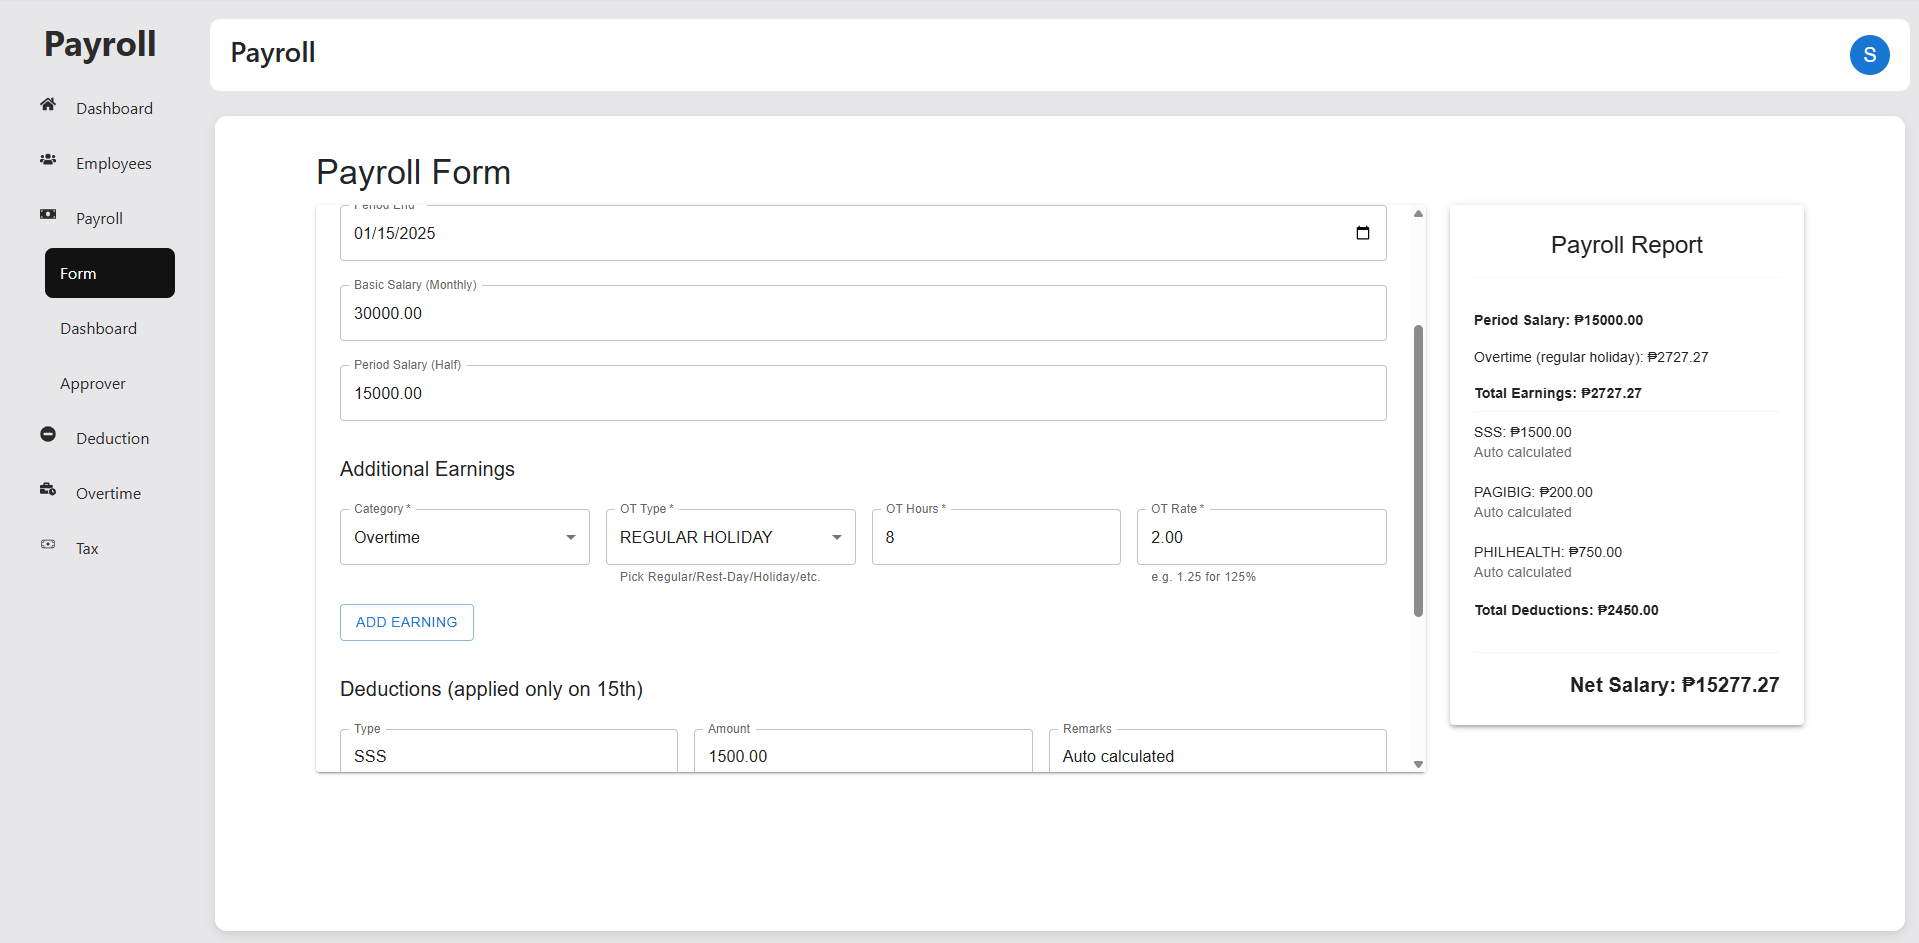 Payroll
Dashboard
Employees
Payroll
Form
Dashboard
Approver
Deduction
Overtime
Tax
Payroll
S
Payroll Form
Period End
01/15/2025
Basic Salary (Monthly)
30000.00
Period Salary (Half)
15000.00
Additional Earnings
Category *
Overtime
OT Type *
REGULAR HOLIDAY
Pick Regular/Rest-Day/Holiday/etc.
OT Hours *
8
OT Rate *
2.00
e.g. 1.25 for 125%
ADD EARNING
Deductions (applied only on 15th)
Type
SSS
Amount
1500.00
Remarks
Auto calculated
Payroll Report
Period Salary: ₱15000.00
Overtime (regular holiday): ₱2727.27
Total Earnings: ₱2727.27
SSS: ₱1500.00
Auto calculated
PAGIBIG: ₱200.00
Auto calculated
PHILHEALTH: ₱750.00
Auto calculated
Total Deductions: ₱2450.00
Net Salary: ₱15277.27